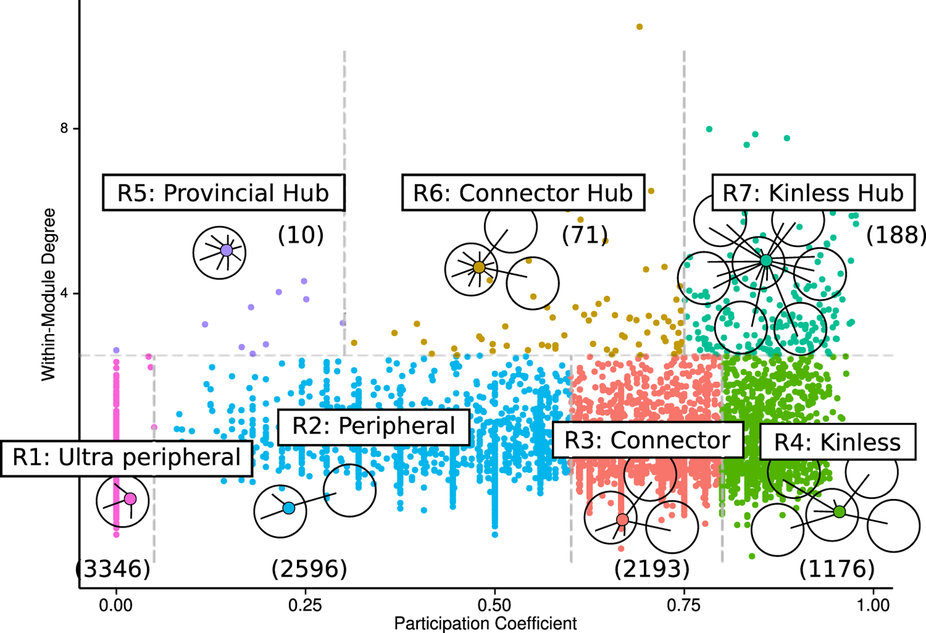 8
R5: Provincial Hub
R6: Connector Hub
R7: Kinless Hub
(10)
(71)
(188)
Within-Module Degree
4
R2: Peripheral
R3: Connector
R4: Kinless
R1: Ultra peripheral
(3346)
(2596)
(2193)
(1176)
0.00
0.25
0.50
0.75
1.00
Participation Coefficient